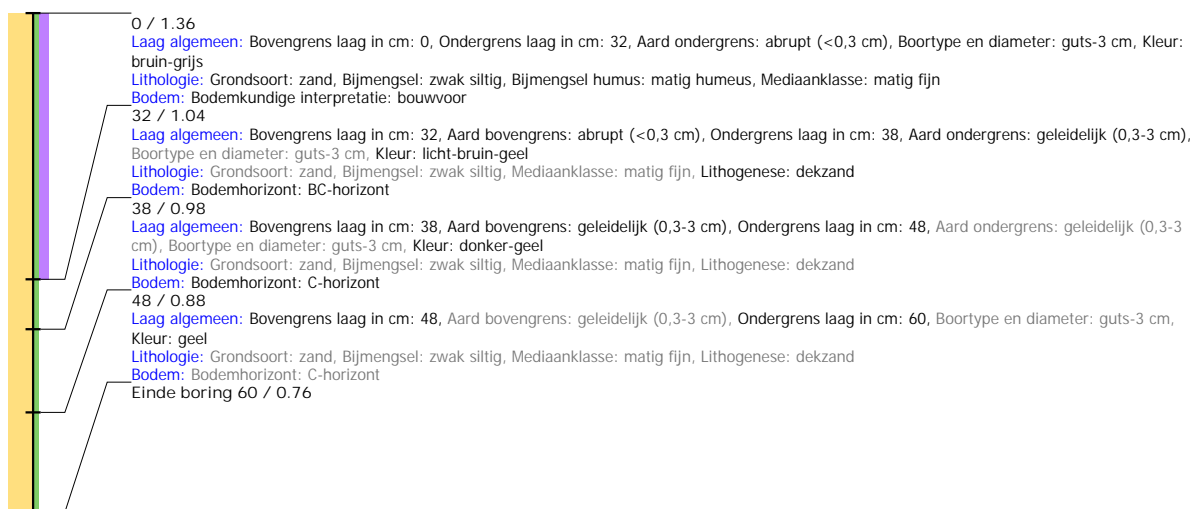 0 / 1.36
Laag algemeen: Bovengrens laag in cm: 0, Ondergrens laag in cm: 32, Aard ondergrens: abrupt (<0,3 cm), Boortype en diameter: guts-3 cm, Kleur:
bruin-grijs
Lithologie: Grondsoort: zand, Bijmengsel: zwak siltig, Bijmengsel humus: matig humeus, Mediaanklasse: matig fijn
Bodem: Bodemkundige interpretatie: bouwvoor
32 / 1.04
Laag algemeen: Bovengrens laag in cm: 32, Aard bovengrens: abrupt (<0,3 cm), Ondergrens laag in cm: 38, Aard ondergrens: geleidelijk (0,3-3 cm),
Boortype en diameter: guts-3 cm, Kleur: licht-bruin-geel
Lithologie: Grondsoort: zand, Bijmengsel: zwak siltig, Mediaanklasse: matig fijn, Lithogenese: dekzand
Bodem: Bodemhorizont: BC-horizont
38 / 0.98
Laag algemeen: Bovengrens laag in cm: 38, Aard bovengrens: geleidelijk (0,3-3 cm), Ondergrens laag in cm: 48, Aard ondergrens: geleidelijk (0,3-3
cm), Boortype en diameter: guts-3 cm, Kleur: donker-geel
Lithologie: Grondsoort: zand, Bijmengsel: zwak siltig, Mediaanklasse: matig fijn, Lithogenese: dekzand
Bodem: Bodemhorizont: C-horizont
48 / 0.88
Laag algemeen: Bovengrens laag in cm: 48, Aard bovengrens: geleidelijk (0,3-3 cm), Ondergrens laag in cm: 60, Boortype en diameter: guts-3 cm,
Kleur: geel
Lithologie: Grondsoort: zand, Bijmengsel: zwak siltig, Mediaanklasse: matig fijn, Lithogenese: dekzand
Bodem: Bodemhorizont: C-horizont
Einde boring 60 / 0.76